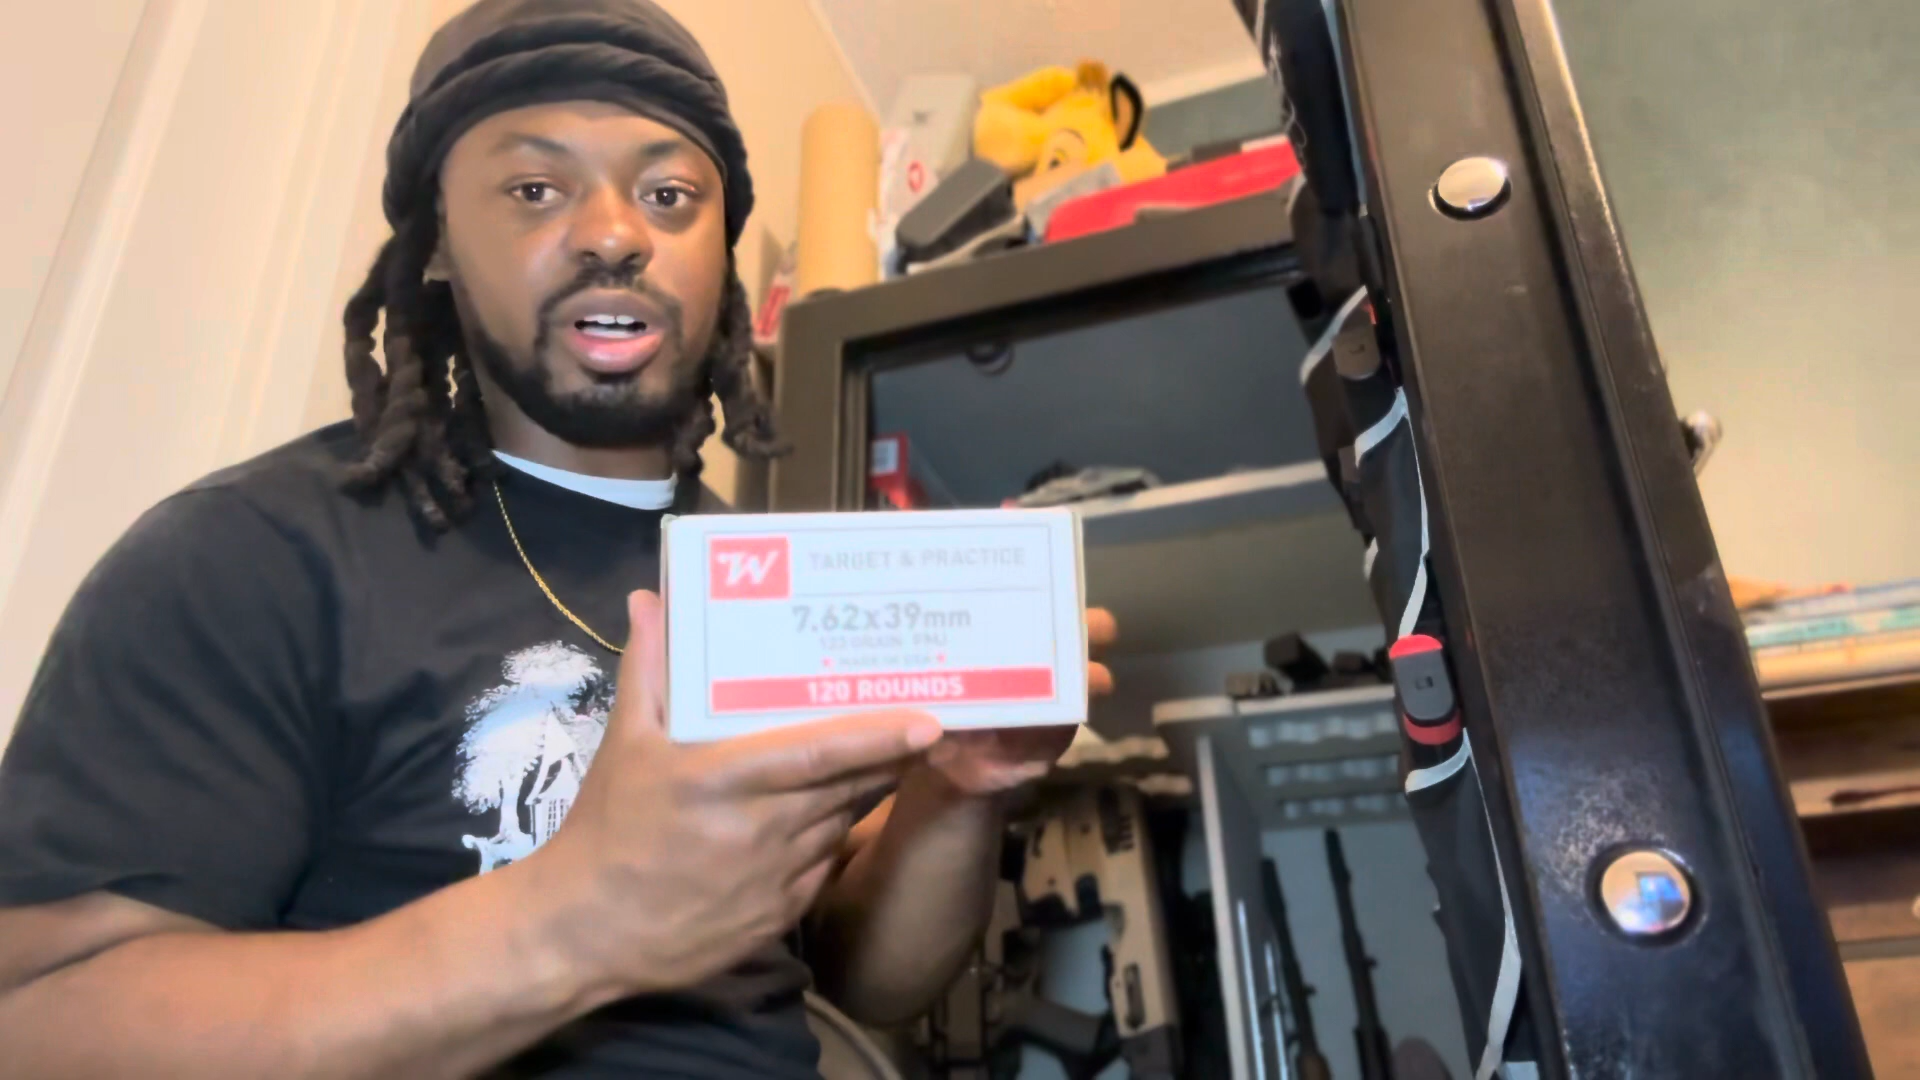 W TARGET & PRACTICE
7.62x39mm
123 GRAIN FMJ
MADE IN USA
120 ROUNDS